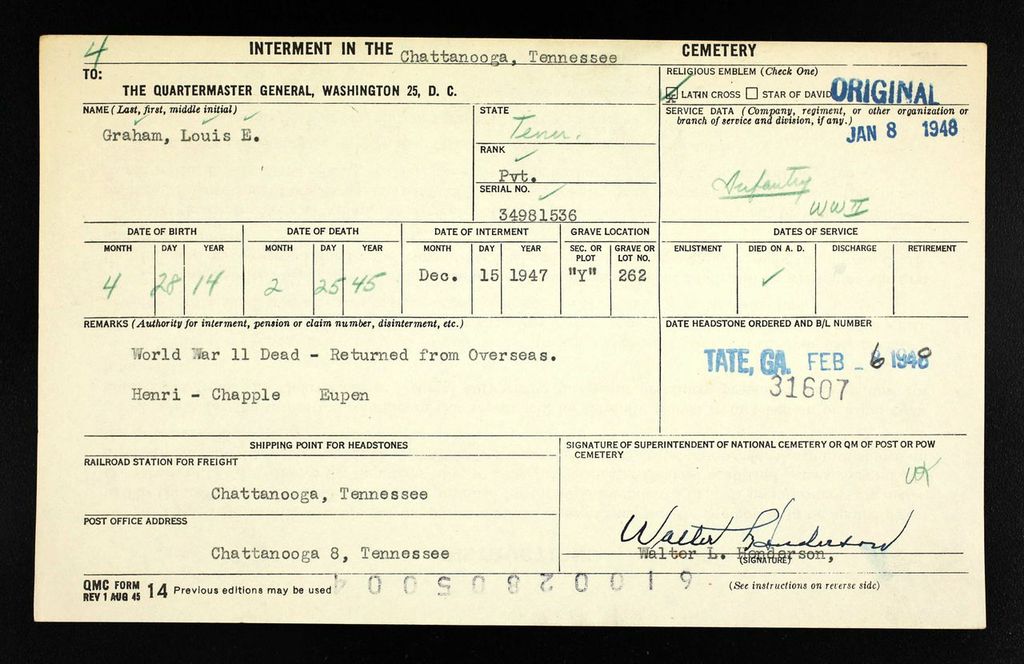 4
INTERMENT IN THE Chattanooga, Tennessee CEMETERY
TO:
THE QUARTERMASTER GENERAL, WASHINGTON 25, D. C.
RELIGIOUS EMBLEM (Check One)
LATIN CROSS STAR OF DAVID
ORIGINAL
NAME (Last, first, middle initial)
Graham, Louis E.
STATE
Tenn.
RANK
Pvt.
SERIAL NO.
34981536
SERVICE DATA (Company, regiment, or other organization or
branch of service and division, if any.)
JAN 8 1948
Infantry
WW II
DATE OF BIRTH DATE OF DEATH DATE OF INTERMENT GRAVE LOCATION DATES OF SERVICE
MONTH DAY YEAR MONTH DAY YEAR MONTH DAY YEAR SEC. OR PLOT GRAVE OR LOT NO. ENLISTMENT DIED ON A. D. DISCHARGE RETIREMENT
4 28 14 2 25 45 Dec. 15 1947 "Y" 262 ✓
REMARKS (Authority for interment, pension or claim number, disinterment, etc.)
World War 11 Dead - Returned from Overseas.
Henri - Chapple Eupen
DATE HEADSTONE ORDERED AND B/L NUMBER
TATE, GA. FEB - 6 1948
31607
SHIPPING POINT FOR HEADSTONES
RAILROAD STATION FOR FREIGHT
Chattanooga, Tennessee
POST OFFICE ADDRESS
Chattanooga 8, Tennessee
SIGNATURE OF SUPERINTENDENT OF NATIONAL CEMETERY OR QM OF POST OR POW
CEMETERY
Walter L. Henderson
Walter L. Henderson,
(SIGNATURE)
QMC FORM
REV 1 AUG 45 14 Previous editions may be used
(See instructions on reverse side)